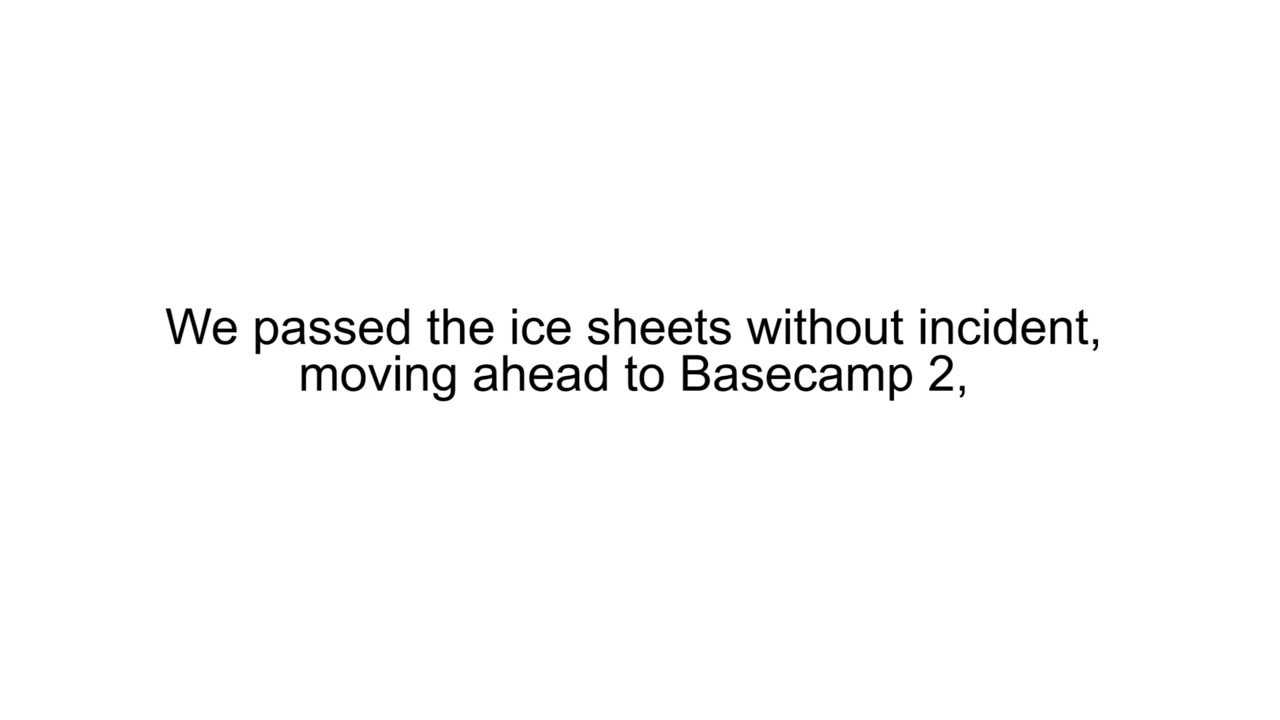 We passed the ice sheets without incident,
moving ahead to Basecamp 2,